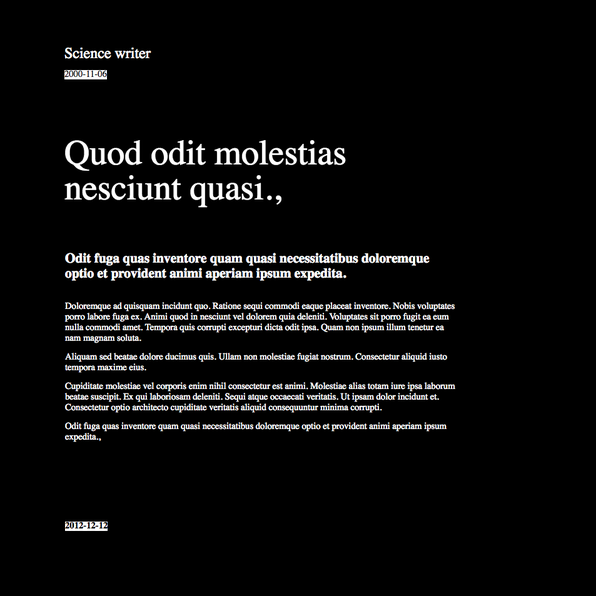 Science writer
2000-11-06
Quod odit molestias
nesciunt quasi.,
Odit fuga quas inventore quam quasi necessitatibus doloremque
optio et provident animi aperiam ipsum expedita.
Doloremque ad quisquam incidunt quo. Ratione sequi commodi eaque placeat inventore. Nobis voluptates
porro labore fuga ex. Animi quod in nesciunt vel dolorem quia deleniti. Voluptates sit porro fugit ea eum
nulla commodi amet. Tempora quis corrupti excepturi dicta odit ipsa. Quam non ipsum illum tenetur ea
nam magnam soluta.
Aliquam sed beatae dolore ducimus quis. Ullam non molestiae fugiat nostrum. Consectetur aliquid iusto
tempora maxime eius.
Cupiditate molestiae vel corporis enim nihil consectetur est animi. Molestiae alias totam iure ipsa laborum
beatae suscipit. Ex qui laboriosam deleniti. Sequi atque occaecati veritatis. Ut ipsam dolor incidunt et.
Consectetur optio architecto cupiditate veritatis aliquid consequuntur minima corrupti.
Odit fuga quas inventore quam quasi necessitatibus doloremque optio et provident animi aperiam ipsum
expedita.,
2012-12-12